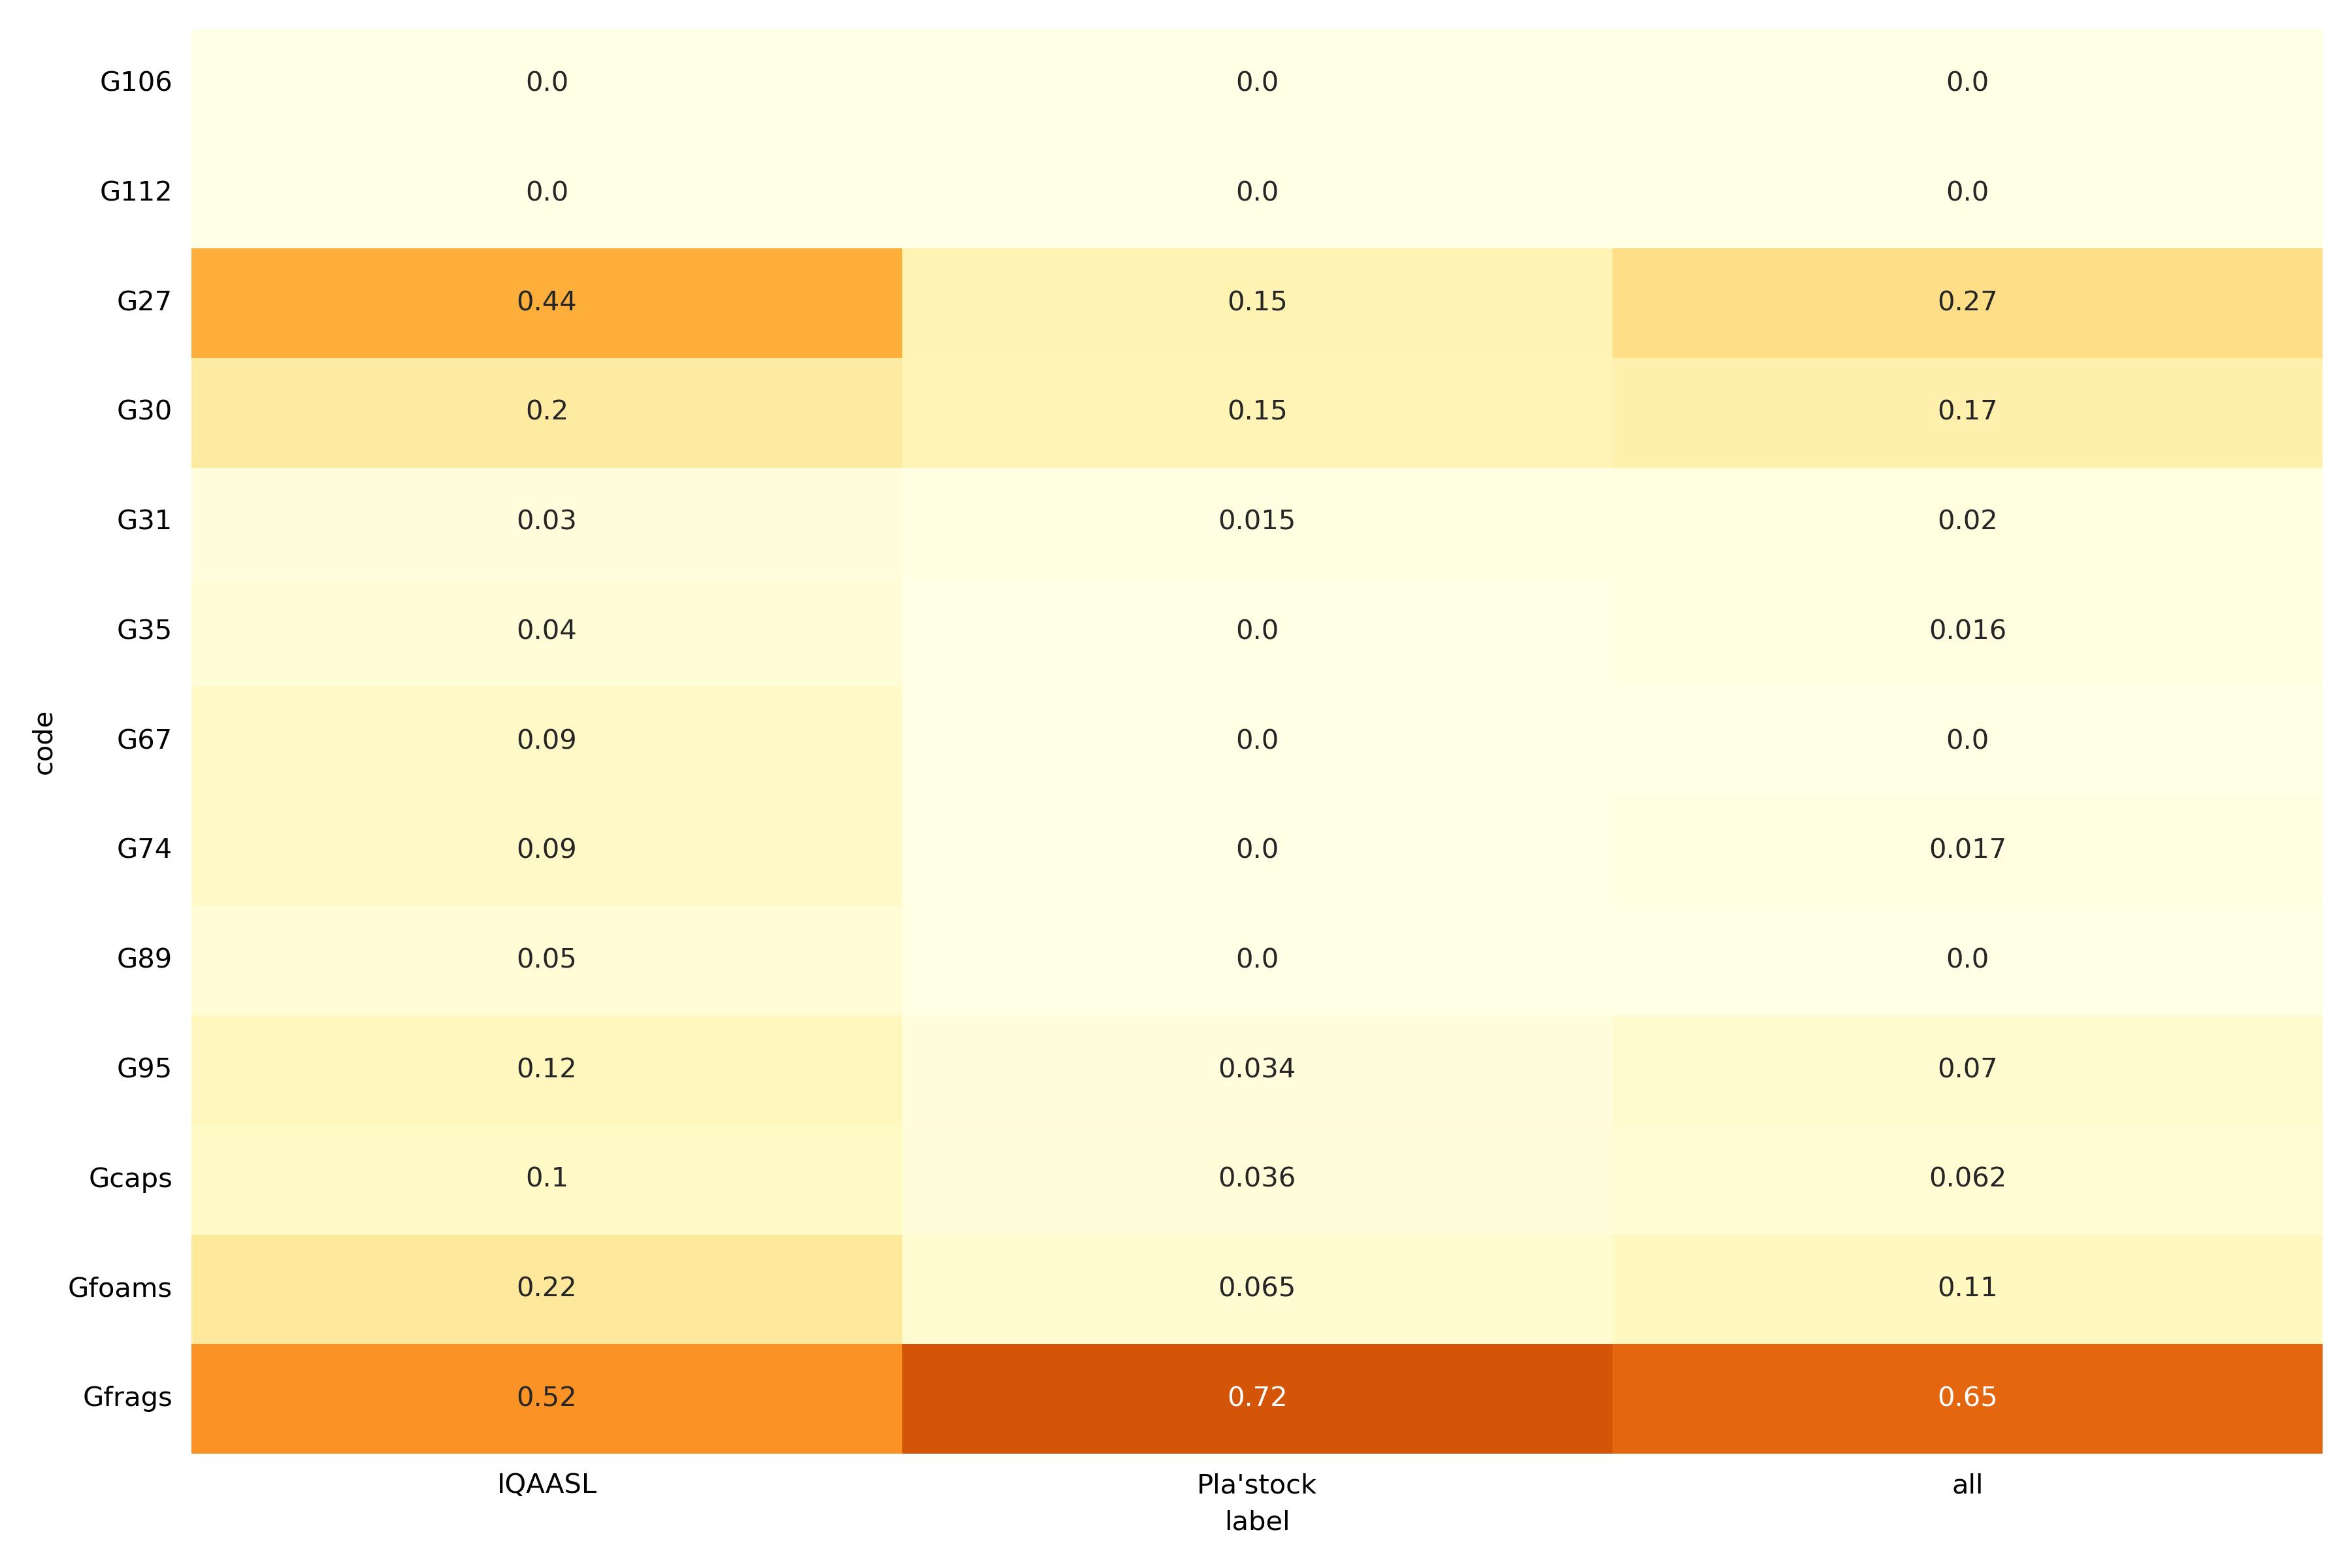 G106 0.0 0.0 0.0
G112 0.0 0.0 0.0
G27 0.44 0.15 0.27
G30 0.2 0.15 0.17
G31 0.03 0.015 0.02
G35 0.04 0.0 0.016
code
G67 0.09 0.0 0.0
G74 0.09 0.0 0.017
G89 0.05 0.0 0.0
G95 0.12 0.034 0.07
Gcaps 0.1 0.036 0.062
Gfoams 0.22 0.065 0.11
Gfrags 0.52 0.72 0.65
IQAASL Pla'stock all
label